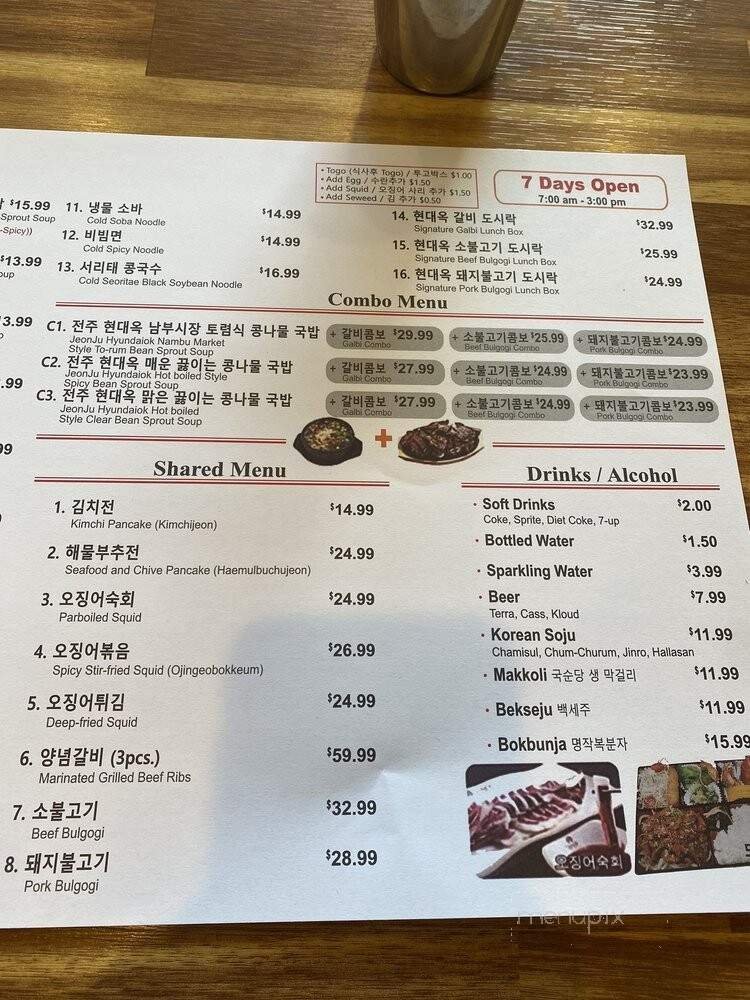 • Togo (식사후 Togo) / 투고박스 $1.00
• Add Egg / 수란추가 $1.50
• Add Squid / 오징어 사리 추가 $1.50
• Add Seweed / 김 추가 $0.50
7 Days Open
7:00 am - 3:00 pm
$15.99
Sprout Soup
-Spicy))
$13.99
oup
13.99
.99
99
11. 냉물 소바 $14.99
Cold Soba Noodle
12. 비빔면 $14.99
Cold Spicy Noodle
13. 서리태 콩국수 $16.99
Cold Seoritae Black Soybean Noodle
14. 현대옥 갈비 도시락 $32.99
Signature Galbi Lunch Box
15. 현대옥 소불고기 도시락 $25.99
Signature Beef Bulgogi Lunch Box
16. 현대옥 돼지불고기 도시락 $24.99
Signature Pork Bulgogi Lunch Box
Combo Menu
C1. 전주 현대옥 남부시장 토렴식 콩나물 국밥 + 갈비콤보 $29.99 + 소불고기콤보 $25.99 + 돼지불고기콤보 $24.99
JeonJu Hyundaiok Nambu Market Galbi Combo Beef Bulgogi Combo Pork Bulgogi Combo
Style To-rum Bean Sprout Soup
C2. 전주 현대옥 매운 끓이는 콩나물 국밥 + 갈비콤보 $27.99 + 소불고기콤보 $24.99 + 돼지불고기콤보 $23.99
JeonJu Hyundaiok Hot boiled Style Galbi Combo Beef Bulgogi Combo Pork Bulgogi Combo
Spicy Bean Sprout Soup
C3. 전주 현대옥 맑은 끓이는 콩나물 국밥 + 갈비콤보 $27.99 + 소불고기콤보 $24.99 + 돼지불고기콤보 $23.99
JeonJu Hyundaiok Hot boiled Galbi Combo Beef Bulgogi Combo Pork Bulgogi Combo
Style Clear Bean Sprout Soup
+
Shared Menu
1. 김치전 $14.99
Kimchi Pancake (Kimchijeon)
2. 해물부추전 $24.99
Seafood and Chive Pancake (Haemulbuchujeon)
3. 오징어숙회 $24.99
Parboiled Squid
4. 오징어볶음 $26.99
Spicy Stir-fried Squid (Ojingeobokkeum)
5. 오징어튀김 $24.99
Deep-fried Squid
6. 양념갈비 (3pcs.) $59.99
Marinated Grilled Beef Ribs
7. 소불고기 $32.99
Beef Bulgogi
8. 돼지불고기 $28.99
Pork Bulgogi
Drinks / Alcohol
• Soft Drinks $2.00
Coke, Sprite, Diet Coke, 7-up
• Bottled Water $1.50
• Sparkling Water $3.99
• Beer $7.99
Terra, Cass, Kloud
• Korean Soju $11.99
Chamisul, Chum-Churum, Jinro, Hallasan
• Makkoli 국순당 생 막걸리 $11.99
• Bekseju 백세주 $11.99
• Bokbunja 명작복분자 $15.99
오징어숙회
menupix